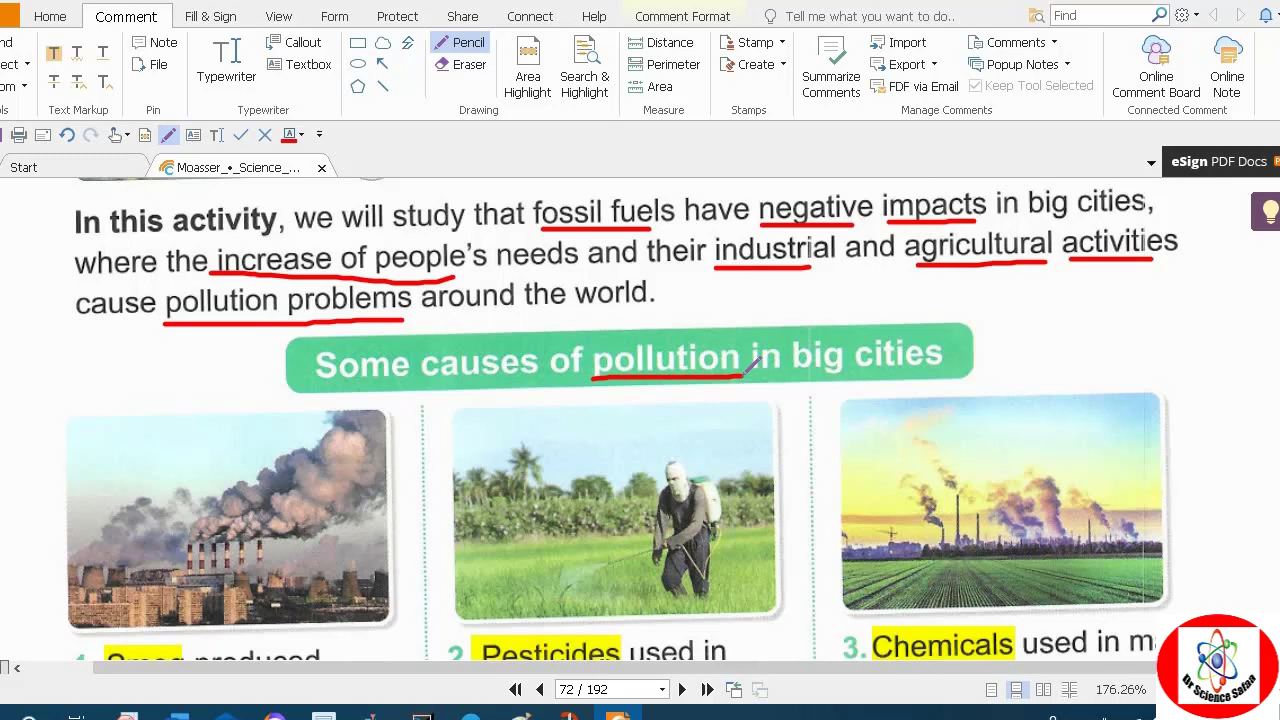 Home Comment Fill & Sign View Form Protect Share Connect Help Comment Format Tell me what you want to do.. Find
Note Callout Pencil Distance Stamp Import Comments
File Typewriter Textbox Eraser Area Highlight Search & Highlight Perimeter Create Summarize Comments Export Popup Notes Online Comment Board Online Note
Area FDF via Email Keep Tool Selected
Text Markup Pin Typewriter Drawing Measure Stamps Manage Comments Connected Comment
Start Moasser_•_Science_... eSign PDF Docs
In this activity, we will study that fossil fuels have negative impacts in big cities,
where the increase of people's needs and their industrial and agricultural activities
cause pollution problems around the world.
Some causes of pollution in big cities
1. Smog produced
2. Pesticides used in
3. Chemicals used in
72 / 192 176.26%
Dr Science Safaa